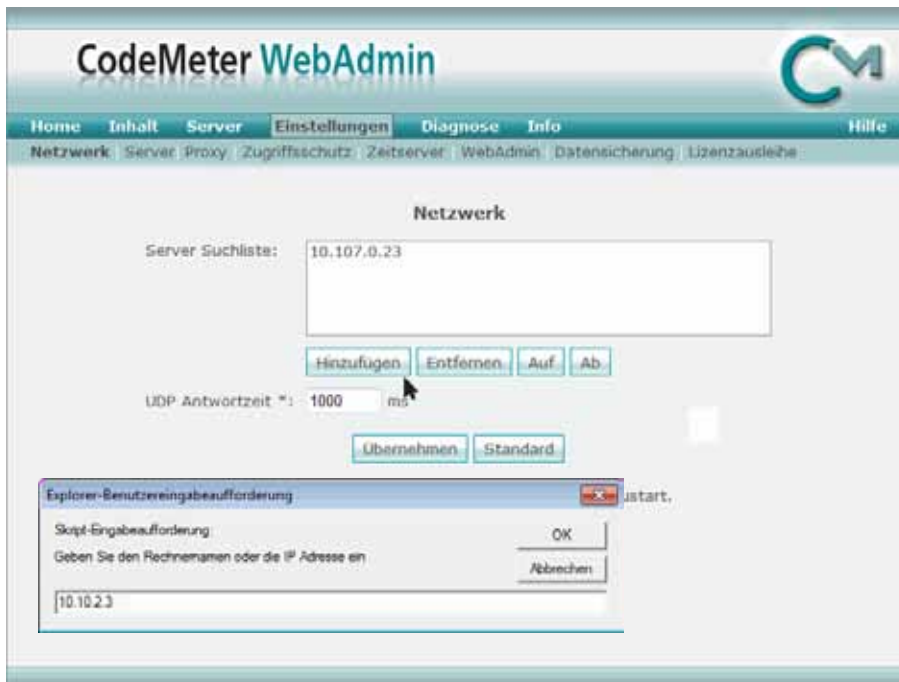 CodeMeter WebAdmin
CM
Home Inhalt Server Einstellungen Diagnose Info Hilfe
Netzwerk Server Proxy Zugriffsschutz Zeitserver WebAdmin Datensicherung Lizenzausleihe
Netzwerk
Server Suchliste: 10.107.0.23
Hinzufügen Entfernen Auf Ab
UDP Antwortzeit *: 1000 ms
Übernehmen Standard
ustart.
Explorer-Benutzereingabeaufforderung
Skript-Eingabeaufforderung: OK
Geben Sie den Rechnernamen oder die IP Adresse ein
Abbrechen
10.10.2.3